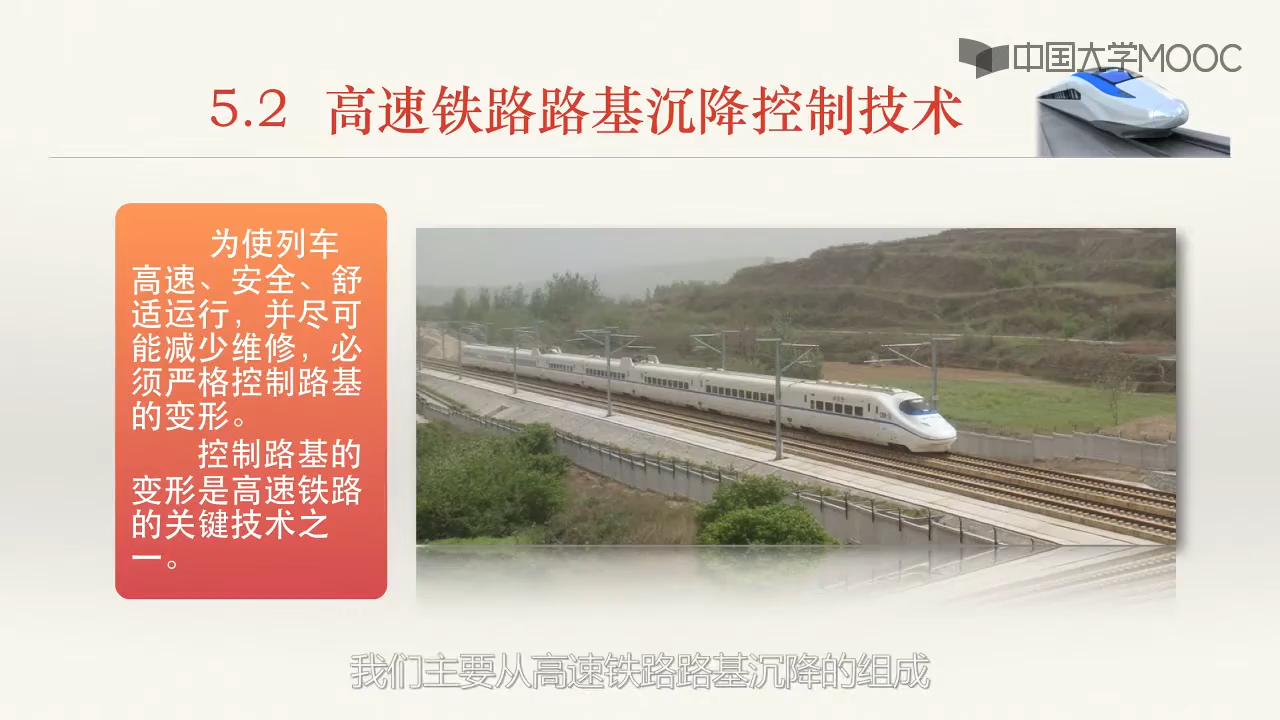 中国大学MOOC
5.2 高速铁路路基沉降控制技术
为使列车
高速、安全、舒
适运行，并尽可
能减少维修，必
须严格控制路基
的变形。
控制路基的
变形是高速铁路
的关键技术之
一。
我们主要从高速铁路路基沉降的组成